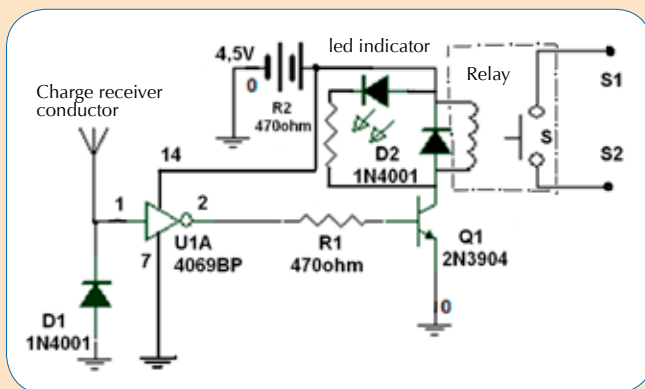 4,5V
0
led indicator
Relay
Charge receiver
conductor
R2
470ohm
S1
S
14
D2
1N4001
S2
1
2
U1A
4069BP
R1
470ohm
Q1
2N3904
7
D1
1N4001
0